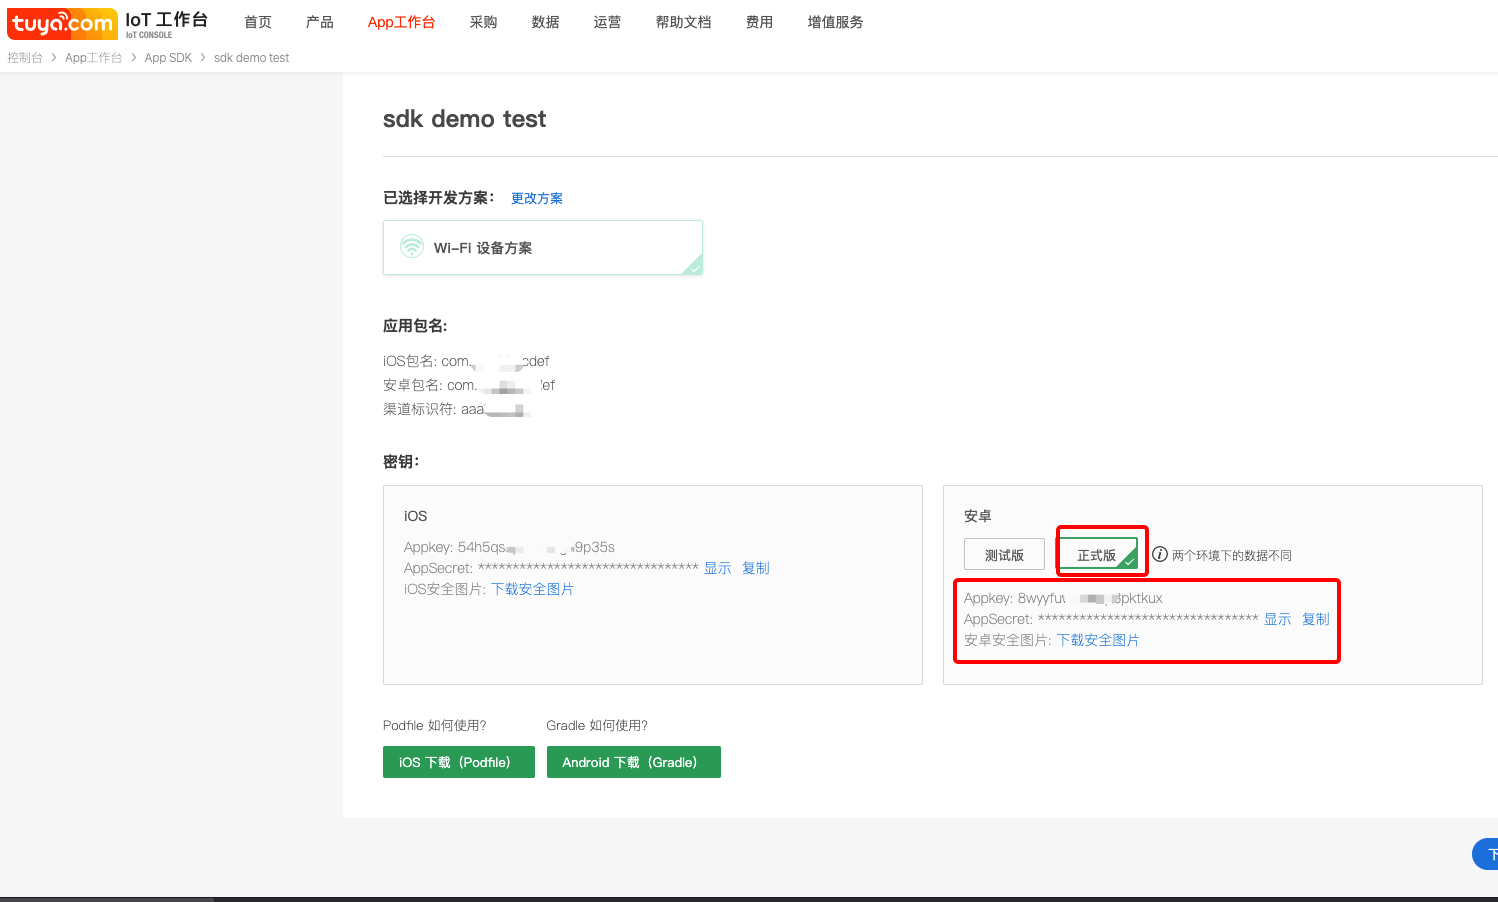 tuya.com IoT 工作台 首页 产品 App工作台 采购 数据 运营 帮助文档 费用 增值服务
IoT CONSOLE
控制台 > App工作台 > App SDK > sdk demo test
sdk demo test
已选择开发方案： 更改方案
Wi-Fi 设备方案
应用包名:
iOS包名: com. cdef
安卓包名: com. ef
渠道标识符: aaa
密钥：
iOS
Appkey: 54h5qs 9p35s
AppSecret: ******************************** 显示 复制
iOS安全图片: 下载安全图片
安卓
测试版 正式版 两个环境下的数据不同
Appkey: 8wyyfu pktkux
AppSecret: ******************************** 显示 复制
安卓安全图片: 下载安全图片
Podfile 如何使用? Gradle 如何使用?
iOS 下载（Podfile） Android 下载（Gradle）